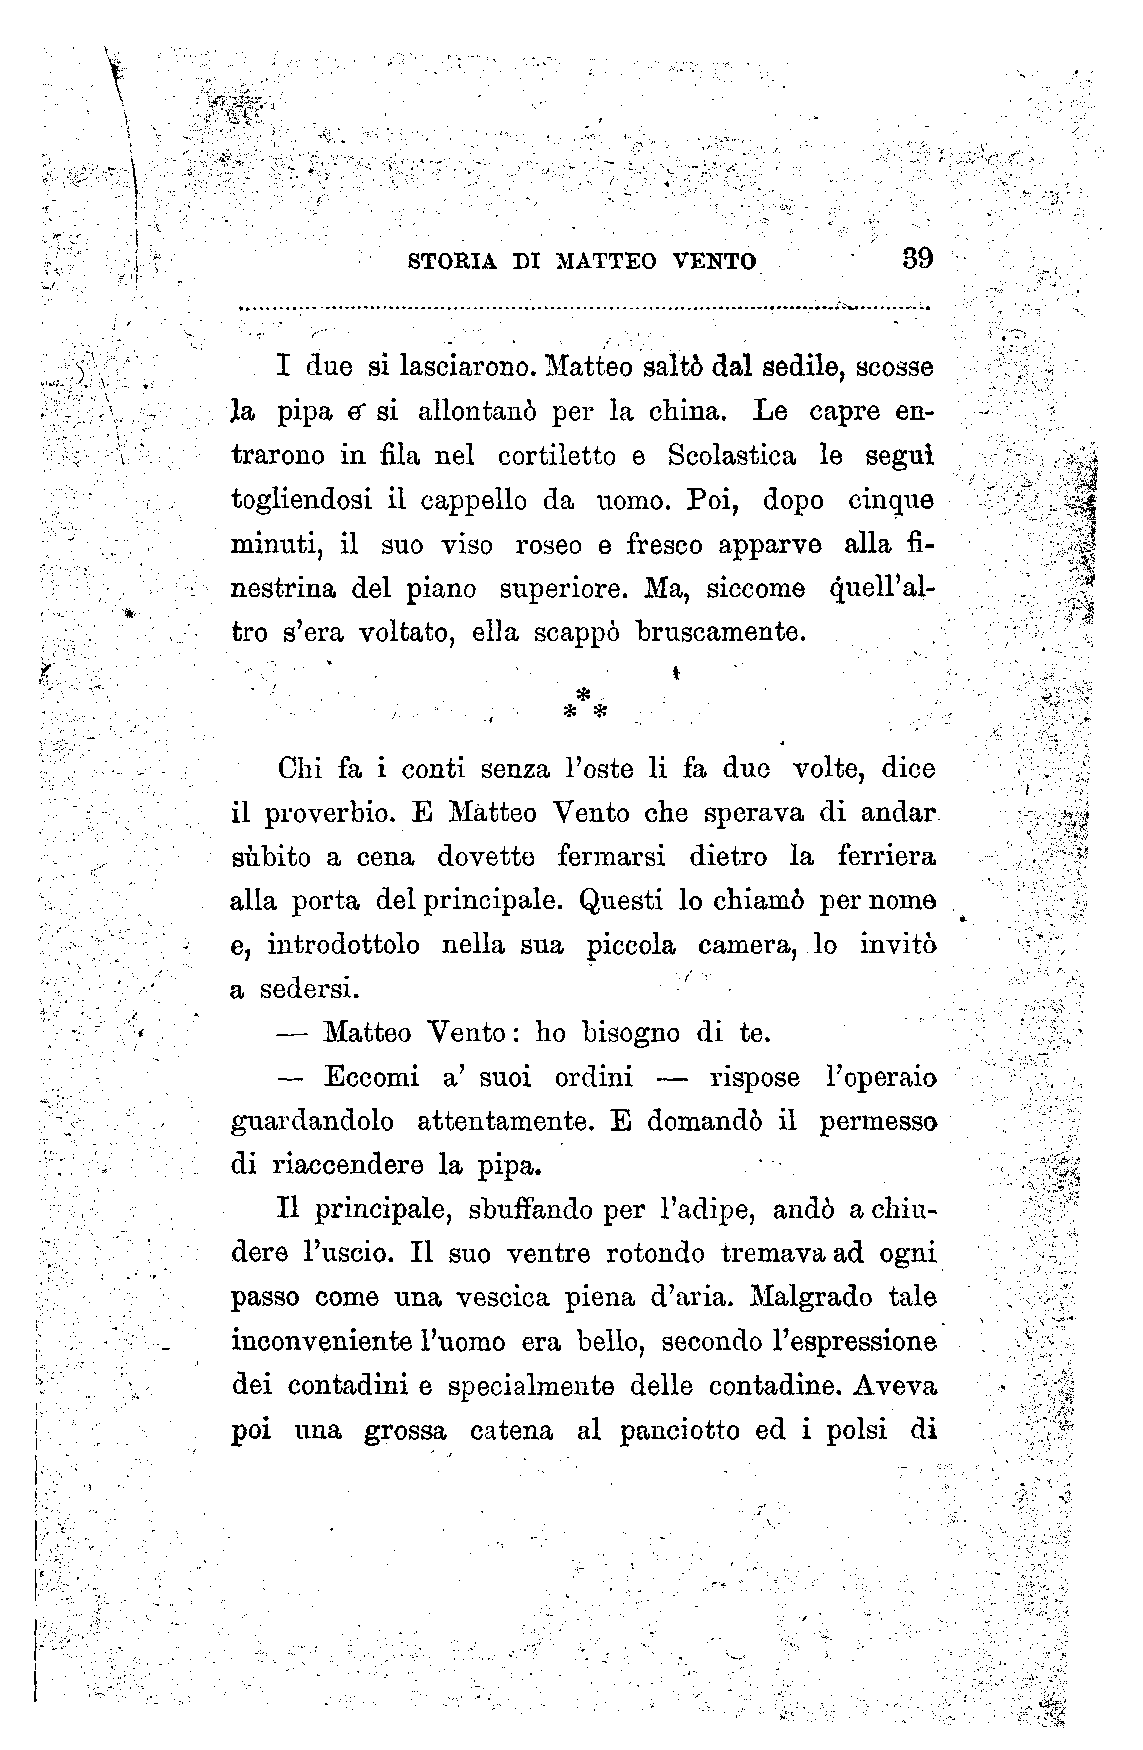 STORIA DI MATTEO VENTO 39
I due si lasciarono. Matteo saltò dal sedile, scosse
la pipa e si allontanò per la china. Le capre en-
trarono in fila nel cortiletto e Scolastica le seguì
togliendosi il cappello da uomo. Poi, dopo cinque
minuti, il suo viso roseo e fresco apparve alla fi-
nestrina del piano superiore. Ma, siccome quell'al-
tro s'era voltato, ella scappò bruscamente.
*
* *
Chi fa i conti senza l'oste li fa due volte, dice
il proverbio. E Matteo Vento che sperava di andar
sùbito a cena dovette fermarsi dietro la ferriera
alla porta del principale. Questi lo chiamò per nome
e, introdottolo nella sua piccola camera, lo invitò
a sedersi.
— Matteo Vento: ho bisogno di te.
— Eccomi a' suoi ordini — rispose l'operaio
guardandolo attentamente. E domandò il permesso
di riaccendere la pipa.
Il principale, sbuffando per l'adipe, andò a chiu-
dere l'uscio. Il suo ventre rotondo tremava ad ogni
passo come una vescica piena d'aria. Malgrado tale
inconveniente l'uomo era bello, secondo l'espressione
dei contadini e specialmente delle contadine. Aveva
poi una grossa catena al panciotto ed i polsi di